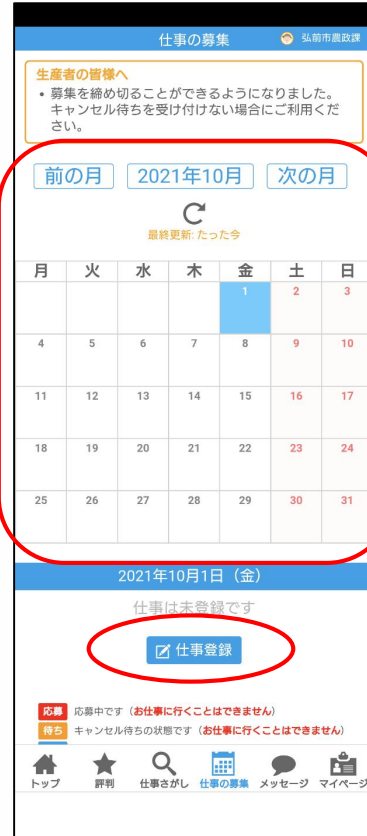 仕事の募集
弘前市農政課
生産者の皆様へ
• 募集を締め切ることができるようになりました。
キャンセル待ちを受け付けない場合にご利用くだ
さい。
前の月 2021年10月 次の月
最終更新: たった今
月 火 水 木 金 土 日
1 2 3
4 5 6 7 8 9 10
11 12 13 14 15 16 17
18 19 20 21 22 23 24
25 26 27 28 29 30 31
2021年10月1日（金）
仕事は未登録です
仕事登録
応募 応募中です（お仕事に行くことはできません）
待ち キャンセル待ちの状態です（お仕事に行くことはできません）
トップ 評判 仕事さがし 仕事の募集 メッセージ マイページ